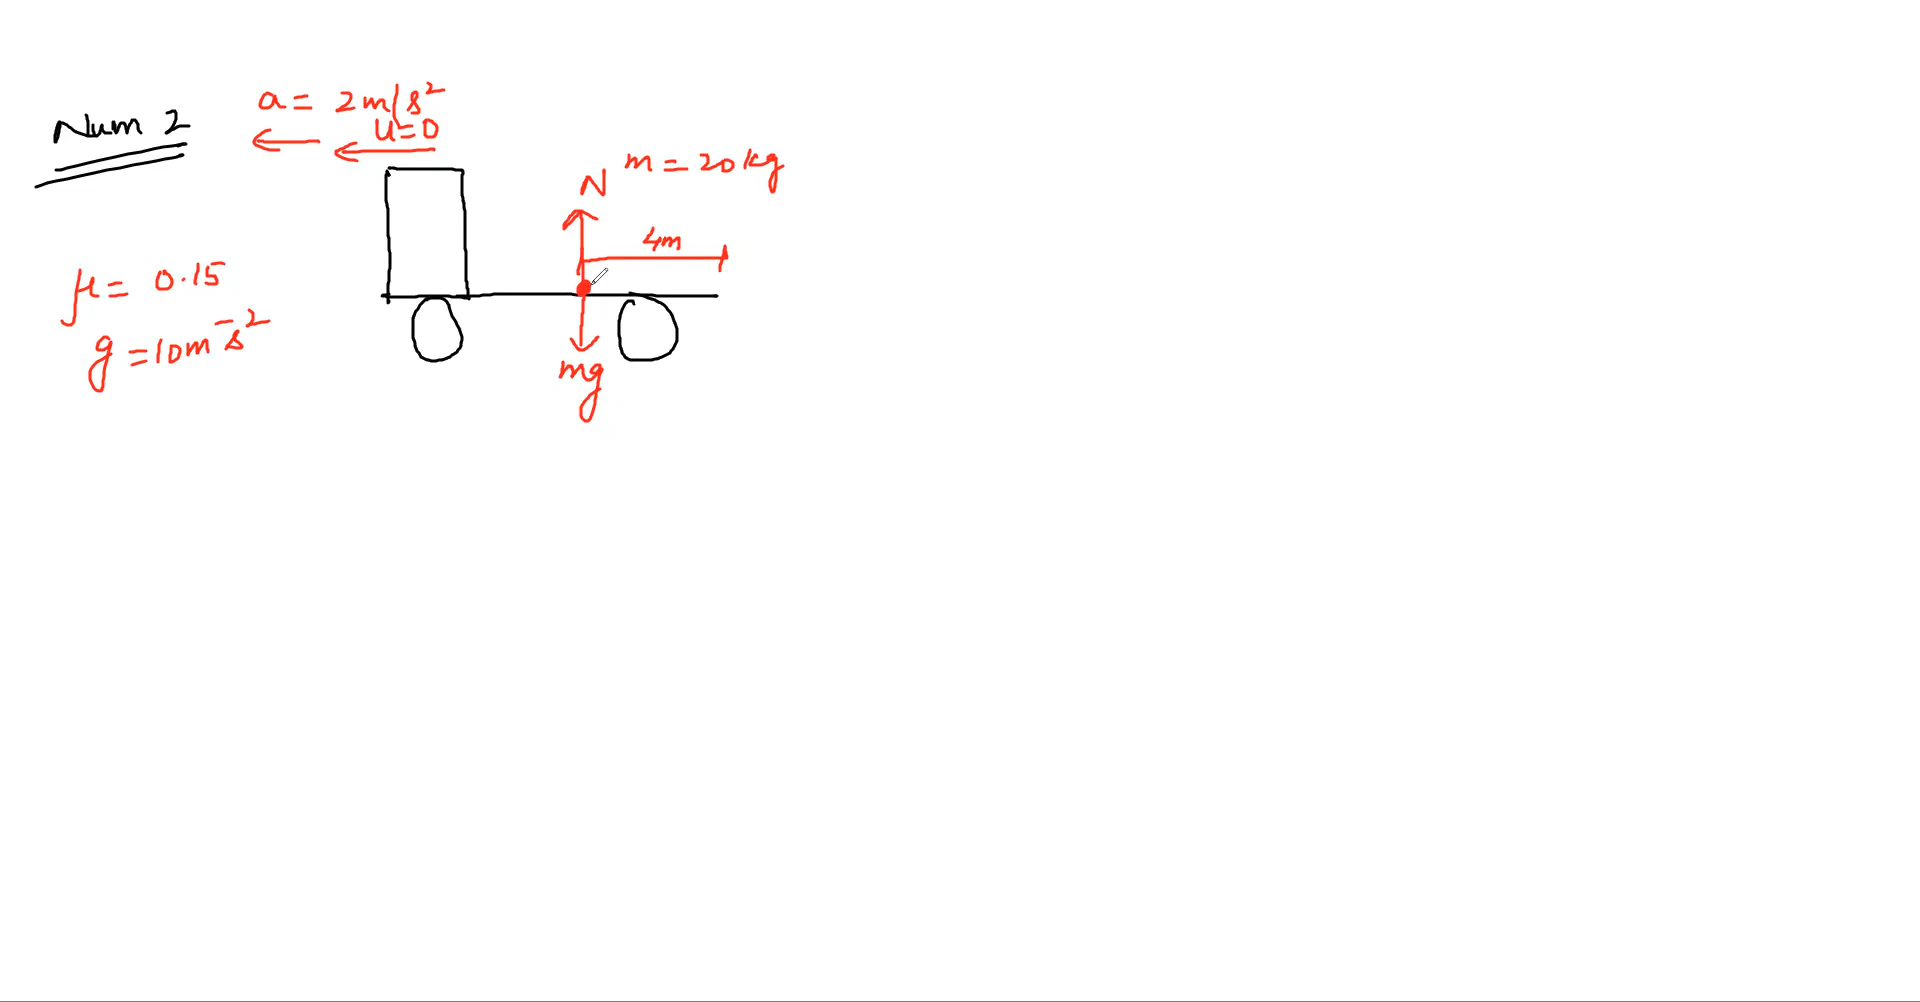 Num 2
a = 2m/s²
u=0
N
m = 20kg
4m
μ = 0.15
g = 10m s⁻²
mg